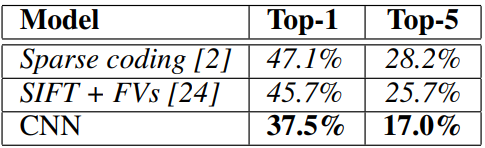 Model Top-1 Top-5
Sparse coding [2] 47.1% 28.2%
SIFT + FVs [24] 45.7% 25.7%
CNN 37.5% 17.0%